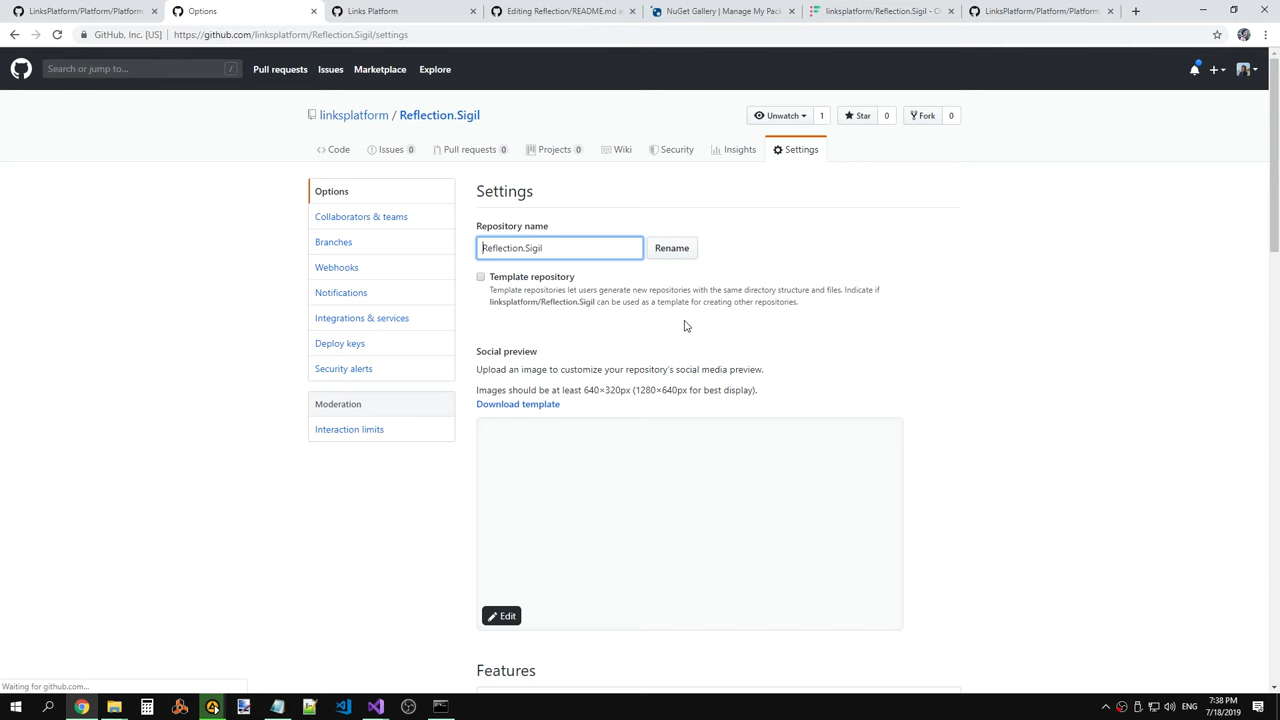 LinksPlatform/Platform/Platform
Options
Links Platform
Editing Reflection/README.md a
NuGet Gallery | Manage My Pack
linksplatform/Reflection.Sigil - O
LinksPlatform/Platform/Platform
GitHub, Inc. [US] | https://github.com/linksplatform/Reflection.Sigil/settings
Search or jump to... /
Pull requests Issues Marketplace Explore
linksplatform / Reflection.Sigil
Unwatch 1 Star 0 Fork 0
Code Issues 0 Pull requests 0 Projects 0 Wiki Security Insights Settings
Options
Collaborators & teams
Branches
Webhooks
Notifications
Integrations & services
Deploy keys
Security alerts
Moderation
Interaction limits
Settings
Repository name
Reflection.Sigil Rename
Template repository
Template repositories let users generate new repositories with the same directory structure and files. Indicate if
linksplatform/Reflection.Sigil can be used as a template for creating other repositories.
Social preview
Upload an image to customize your repository's social media preview.
Images should be at least 640×320px (1280×640px for best display).
Download template
Edit
Features
Waiting for github.com...
ENG
7:38 PM
7/18/2019